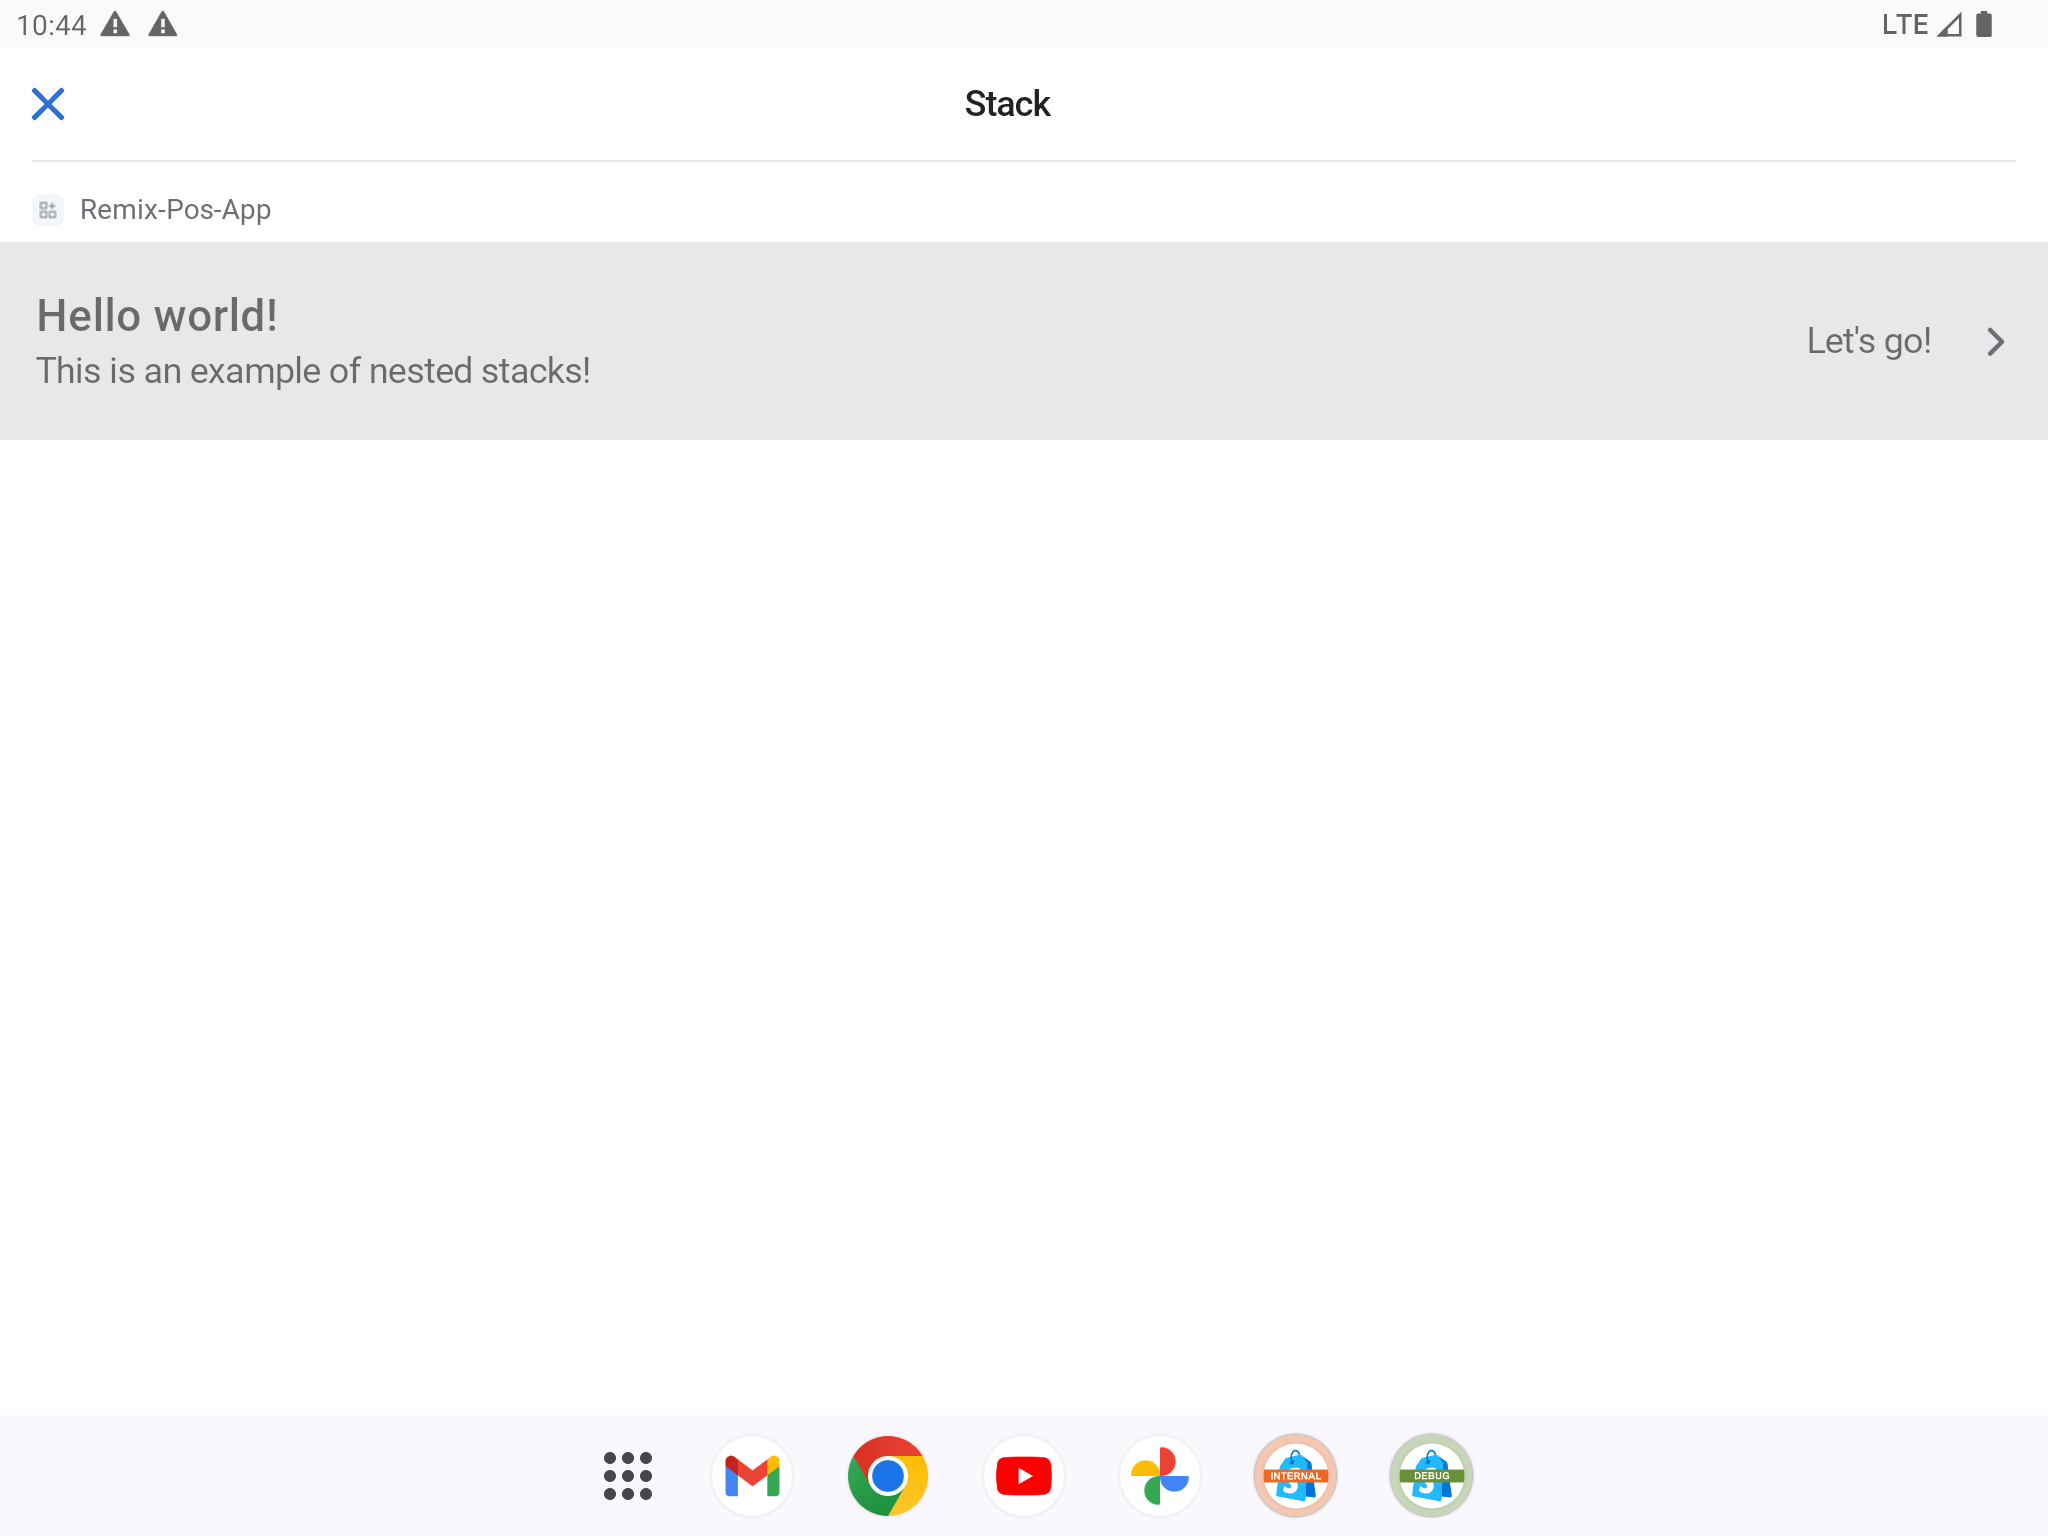 10:44
LTE
Stack
Remix-Pos-App
Hello world!
This is an example of nested stacks!
Let's go!
INTERNAL
DEBUG